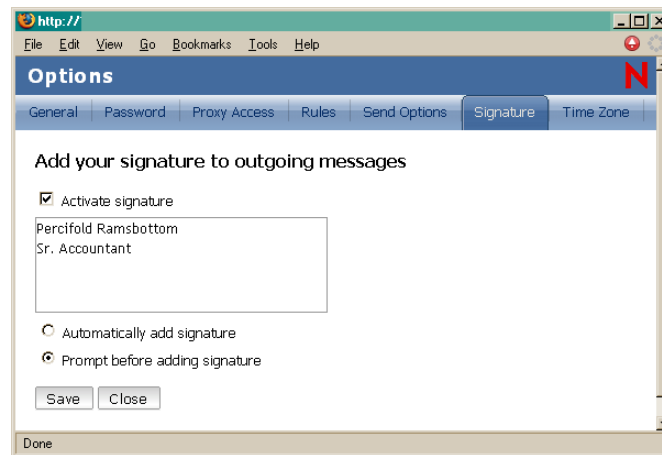 http://
File Edit View Go Bookmarks Tools Help
Options N
General Password Proxy Access Rules Send Options Signature Time Zone
Add your signature to outgoing messages
Activate signature
Percifold Ramsbottom
Sr. Accountant
Automatically add signature
Prompt before adding signature
Save Close
Done